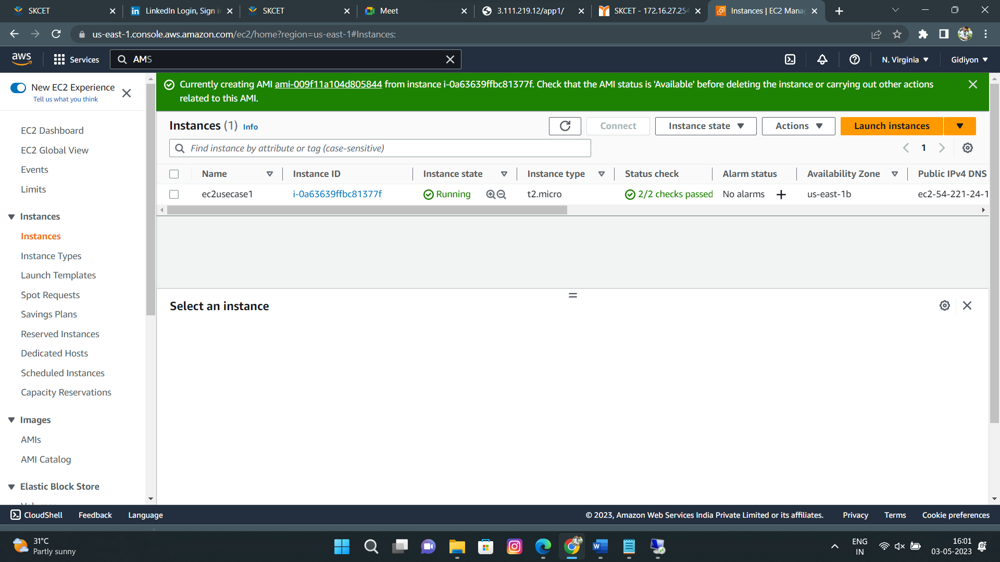 SKCET
LinkedIn Login, Sign i
SKCET
Meet
3.111.219.12/app1/
SKCET - 172.16.27.254
Instances | EC2 Mana
us-east-1.console.aws.amazon.com/ec2/home?region=us-east-1#Instances:
aws
Services
AMS
N. Virginia
Gidiyon
New EC2 Experience
Tell us what you think
Currently creating AMI ami-009f11a104d805844 from instance i-0a63639ffbc81377f. Check that the AMI status is 'Available' before deleting the instance or carrying out other actions
related to this AMI.
EC2 Dashboard
EC2 Global View
Events
Limits
Instances
Instances
Instance Types
Launch Templates
Spot Requests
Savings Plans
Reserved Instances
Dedicated Hosts
Scheduled Instances
Capacity Reservations
Images
AMIs
AMI Catalog
Elastic Block Store
Instances (1) Info
Connect
Instance state
Actions
Launch instances
Find instance by attribute or tag (case-sensitive)
1
Name Instance ID Instance state Instance type Status check Alarm status Availability Zone Public IPv4 DNS
ec2usecase1 i-0a63639ffbc81377f Running t2.micro 2/2 checks passed No alarms us-east-1b ec2-54-221-24-1
Select an instance
CloudShell Feedback Language
© 2023, Amazon Web Services India Private Limited or its affiliates. Privacy Terms Cookie preferences
31°C
Partly sunny
ENG
IN
16:01
03-05-2023